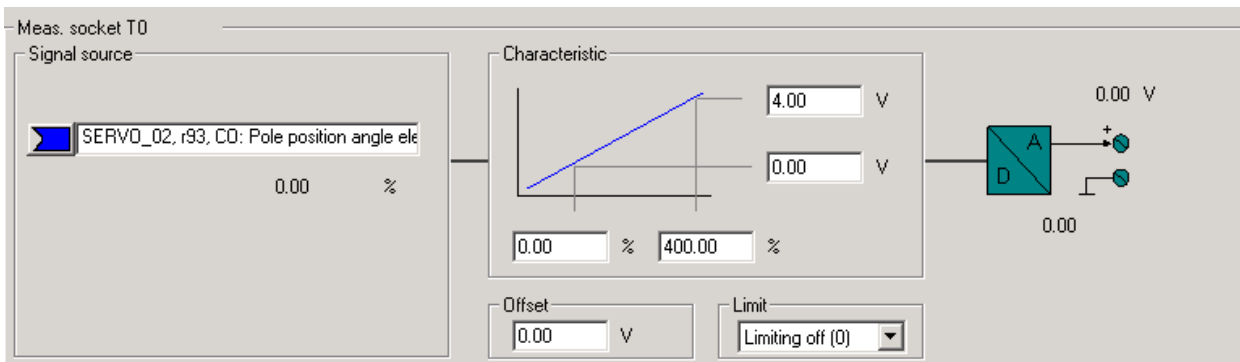 Meas. socket T0
Signal source
SERVO_02, r93, CO: Pole position angle ele
0.00 %
Characteristic
4.00 V
0.00 V
0.00 % 400.00 %
Offset
0.00 V
Limit
Limiting off (0)
0.00 V
A
+
D
0.00